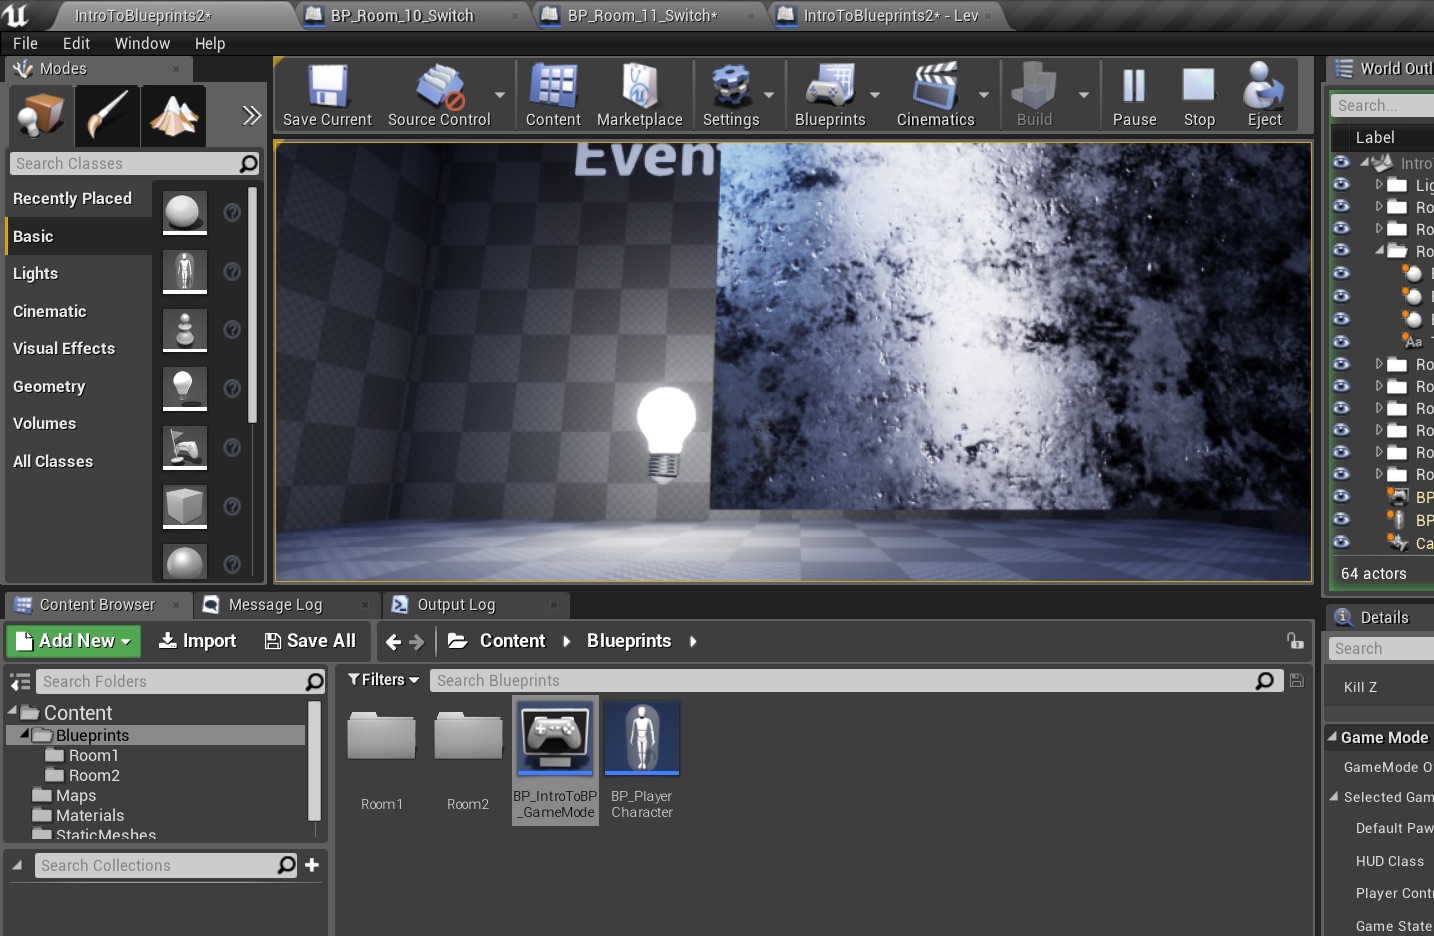 IntroToBlueprints2*
BP_Room_10_Switch
BP_Room_11_Switch*
IntroToBlueprints2* - Lev
File
Edit
Window
Help
Modes
Search Classes
Recently Placed
Basic
Lights
Cinematic
Visual Effects
Geometry
Volumes
All Classes
Save Current
Source Control
Content
Marketplace
Settings
Blueprints
Cinematics
Build
Pause
Stop
Eject
Even
World Outl
Search...
Label
Intro
Lig
Ro
Ro
Ro
Aa
Ro
Ro
Ro
Ro
Ro
Ro
BP
BP
Ca
64 actors
Content Browser
Message Log
Output Log
Add New
Import
Save All
Content
Blueprints
Search Folders
Content
Blueprints
Room1
Room2
Maps
Materials
StaticMeshes
Search Collections
Filters
Search Blueprints
Room1
Room2
BP_IntroToBP
_GameMode
BP_Player
Character
Details
Search
Kill Z
Game Mode
GameMode O
Selected Gam
Default Paw
HUD Class
Player Cont
Game State